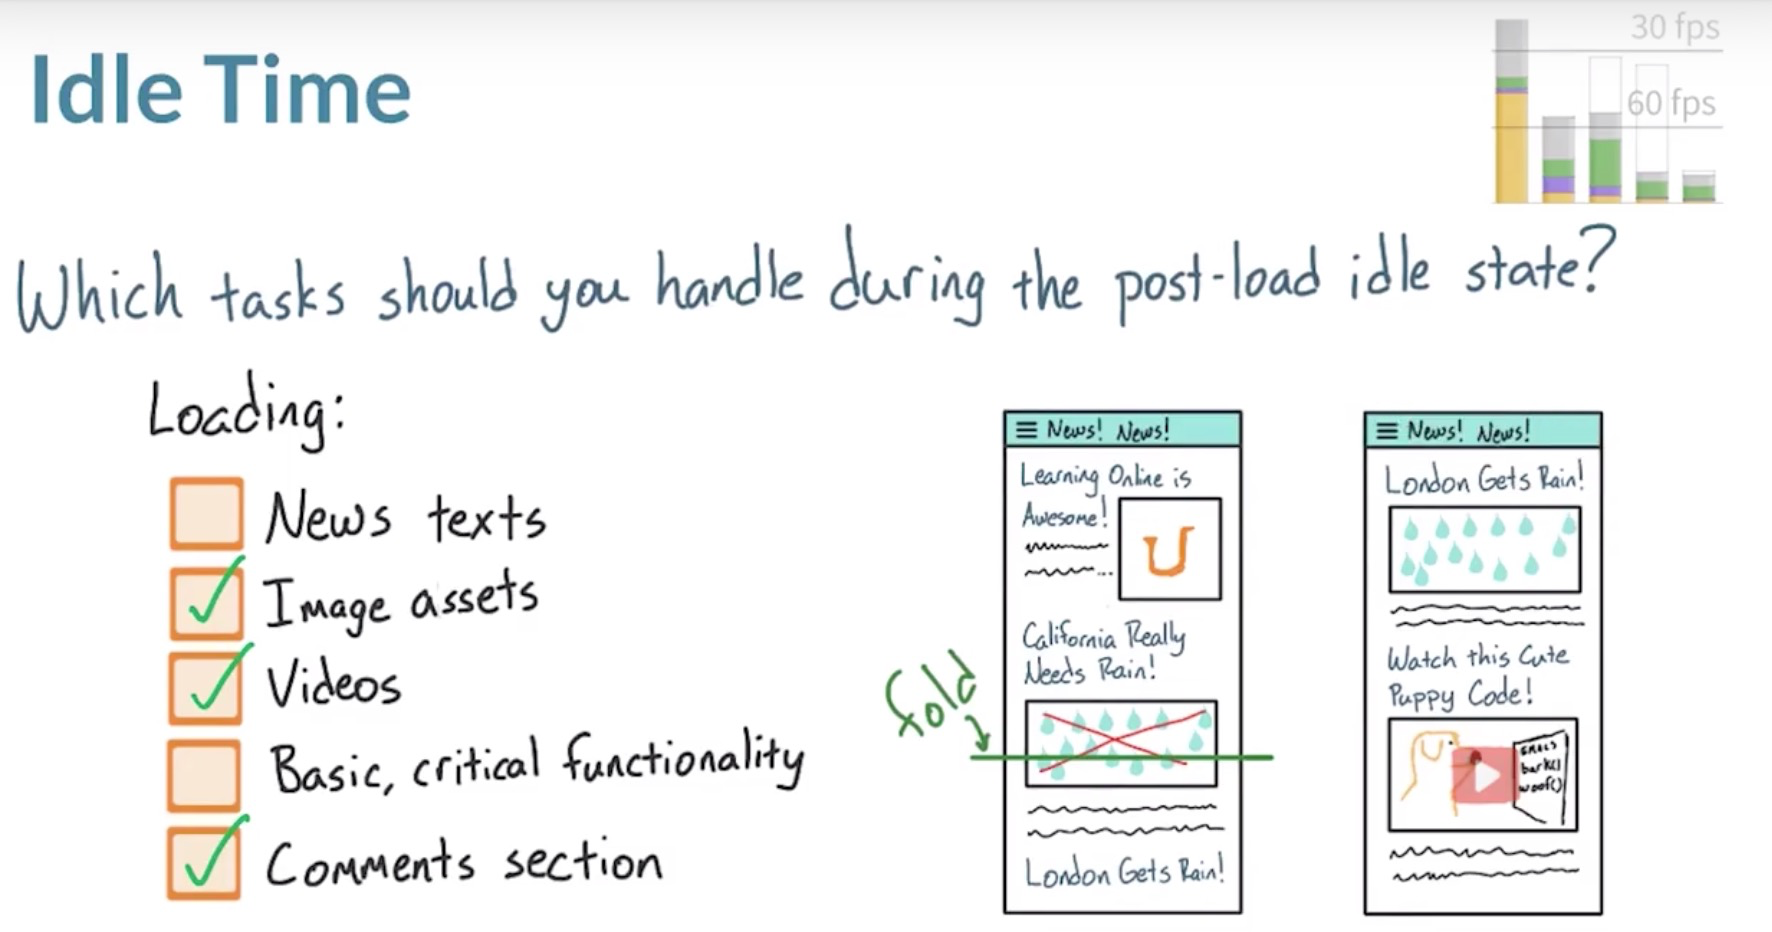 Idle Time
30 fps
60 fps
Which tasks should you handle during the post-load idle state?
Loading:
News texts
Image assets
Videos
Basic, critical functionality
Comments section
fold
News! News!
Learning Online is
Awesome!
U
California Really
Needs Rain!
London Gets Rain!
News! News!
London Gets Rain!
Watch this Cute
Puppy Code!
bark()
woof()